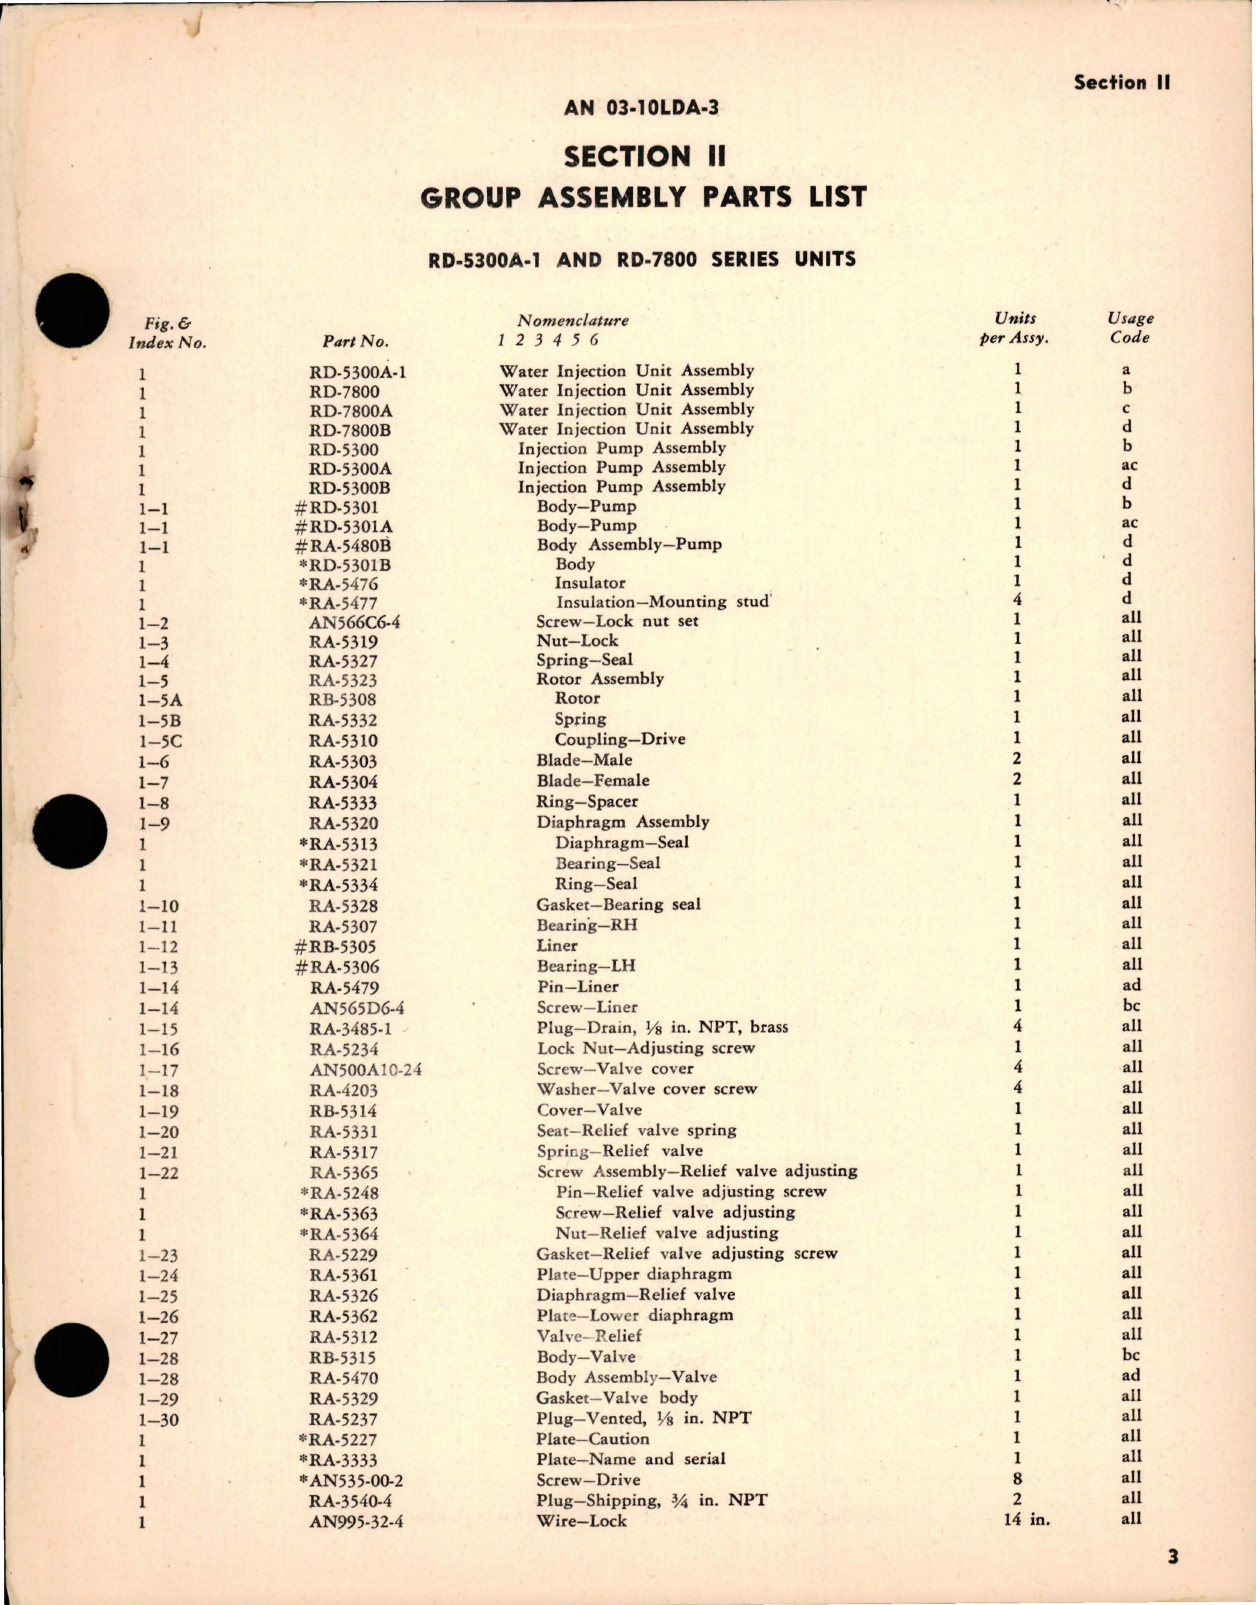 Section II
AN 03-10LDA-3
SECTION II
GROUP ASSEMBLY PARTS LIST
RD-5300A-1 AND RD-7800 SERIES UNITS
Fig. & Nomenclature Units Usage
Index No. Part No. 1 2 3 4 5 6 per Assy. Code
1 RD-5300A-1 Water Injection Unit Assembly 1 a
1 RD-7800 Water Injection Unit Assembly 1 b
1 RD-7800A Water Injection Unit Assembly 1 c
1 RD-7800B Water Injection Unit Assembly 1 d
1 RD-5300 Injection Pump Assembly 1 b
1 RD-5300A Injection Pump Assembly 1 ac
1 RD-5300B Injection Pump Assembly 1 d
1—1 #RD-5301 Body—Pump 1 b
1—1 #RD-5301A Body—Pump 1 ac
1—1 #RA-5480B Body Assembly—Pump 1 d
1 *RD-5301B Body 1 d
1 *RA-5476 Insulator 1 d
1 *RA-5477 Insulation—Mounting stud 4 d
1—2 AN566C6-4 Screw—Lock nut set 1 all
1—3 RA-5319 Nut—Lock 1 all
1—4 RA-5327 Spring—Seal 1 all
1—5 RA-5323 Rotor Assembly 1 all
1—5A RB-5308 Rotor 1 all
1—5B RA-5332 Spring 1 all
1—5C RA-5310 Coupling—Drive 1 all
1—6 RA-5303 Blade—Male 2 all
1—7 RA-5304 Blade—Female 2 all
1—8 RA-5333 Ring—Spacer 1 all
1—9 RA-5320 Diaphragm Assembly 1 all
1 *RA-5313 Diaphragm—Seal 1 all
1 *RA-5321 Bearing—Seal 1 all
1 *RA-5334 Ring—Seal 1 all
1—10 RA-5328 Gasket—Bearing seal 1 all
1—11 RA-5307 Bearing—RH 1 all
1—12 #RB-5305 Liner 1 all
1—13 #RA-5306 Bearing—LH 1 all
1—14 RA-5479 Pin—Liner 1 ad
1—14 AN565D6-4 Screw—Liner 1 bc
1—15 RA-3485-1 Plug—Drain, ⅛ in. NPT, brass 4 all
1—16 RA-5234 Lock Nut—Adjusting screw 1 all
1—17 AN500A10-24 Screw—Valve cover 4 all
1—18 RA-4203 Washer—Valve cover screw 4 all
1—19 RB-5314 Cover—Valve 1 all
1—20 RA-5331 Seat—Relief valve spring 1 all
1—21 RA-5317 Spring—Relief valve 1 all
1—22 RA-5365 Screw Assembly—Relief valve adjusting 1 all
1 *RA-5248 Pin—Relief valve adjusting screw 1 all
1 *RA-5363 Screw—Relief valve adjusting 1 all
1 *RA-5364 Nut—Relief valve adjusting 1 all
1—23 RA-5229 Gasket—Relief valve adjusting screw 1 all
1—24 RA-5361 Plate—Upper diaphragm 1 all
1—25 RA-5326 Diaphragm—Relief valve 1 all
1—26 RA-5362 Plate—Lower diaphragm 1 all
1—27 RA-5312 Valve—Relief 1 all
1—28 RB-5315 Body—Valve 1 bc
1—28 RA-5470 Body Assembly—Valve 1 ad
1—29 RA-5329 Gasket—Valve body 1 all
1—30 RA-5237 Plug—Vented, ⅛ in. NPT 1 all
1 *RA-5227 Plate—Caution 1 all
1 *RA-3333 Plate—Name and serial 1 all
1 *AN535-00-2 Screw—Drive 8 all
1 RA-3540-4 Plug—Shipping, ¾ in. NPT 2 all
1 AN995-32-4 Wire—Lock 14 in. all
3